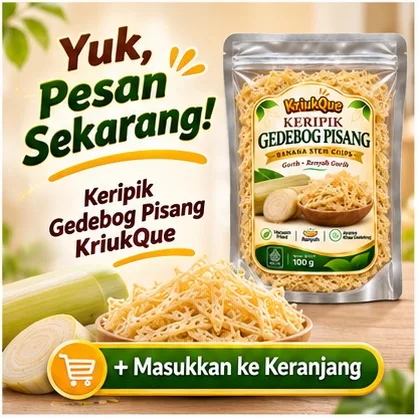 Yuk,
Pesan
Sekarang!
Keripik
Gedebog Pisang
KriukQue
KriukQue
KERIPIK
GEDEBOG PISANG
BANANA STEM CHIPS
Gurih • Renyah Gurih
Renyah
100 g
+ Masukkan ke Keranjang